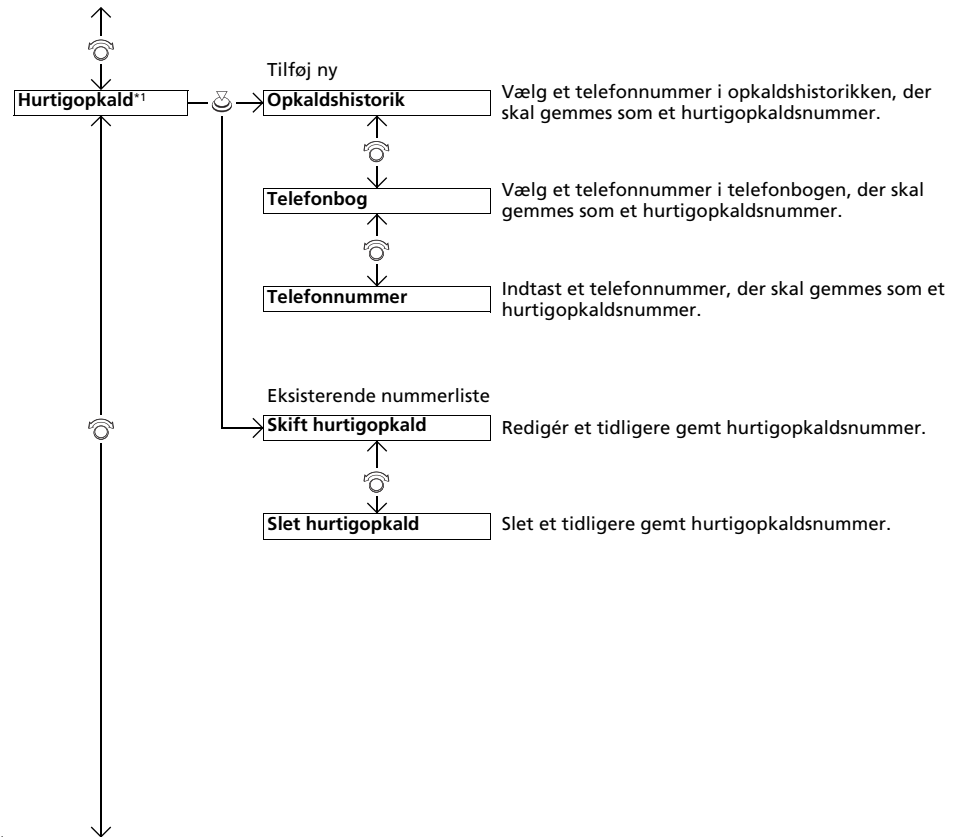 Tilføj ny
Hurtigopkald*1
Opkaldshistorik
Vælg et telefonnummer i opkaldshistorikken, der
skal gemmes som et hurtigopkaldsnummer.
Telefonbog
Vælg et telefonnummer i telefonbogen, der skal
gemmes som et hurtigopkaldsnummer.
Telefonnummer
Indtast et telefonnummer, der skal gemmes som et
hurtigopkaldsnummer.
Eksisterende nummerliste
Skift hurtigopkald
Redigér et tidligere gemt hurtigopkaldsnummer.
Slet hurtigopkald
Slet et tidligere gemt hurtigopkaldsnummer.